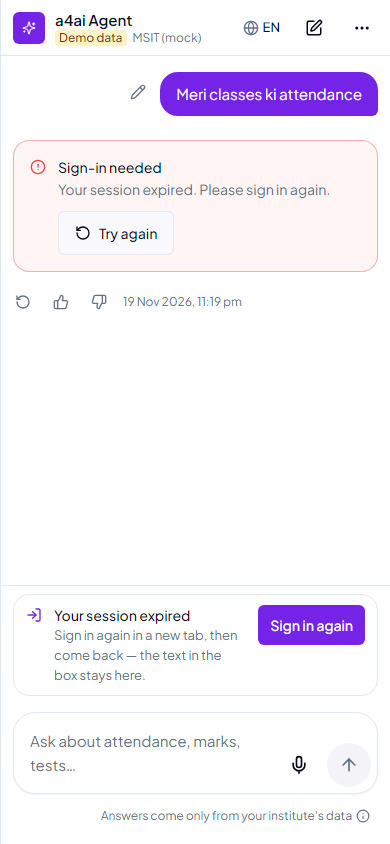 a4ai Agent
Demo data MSIT (mock)
EN
Meri classes ki attendance
Sign-in needed
Your session expired. Please sign in again.
Try again
19 Nov 2026, 11:19 pm
Your session expired
Sign in again in a new tab, then
come back — the text in the
box stays here.
Sign in again
Ask about attendance, marks,
tests…
Answers come only from your institute's data